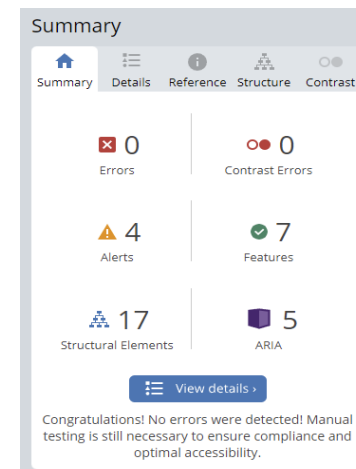 Summary
Summary Details Reference Structure Contrast
0 0
Errors Contrast Errors
4 7
Alerts Features
17 5
Structural Elements ARIA
View details ›
Congratulations! No errors were detected! Manual
testing is still necessary to ensure compliance and
optimal accessibility.